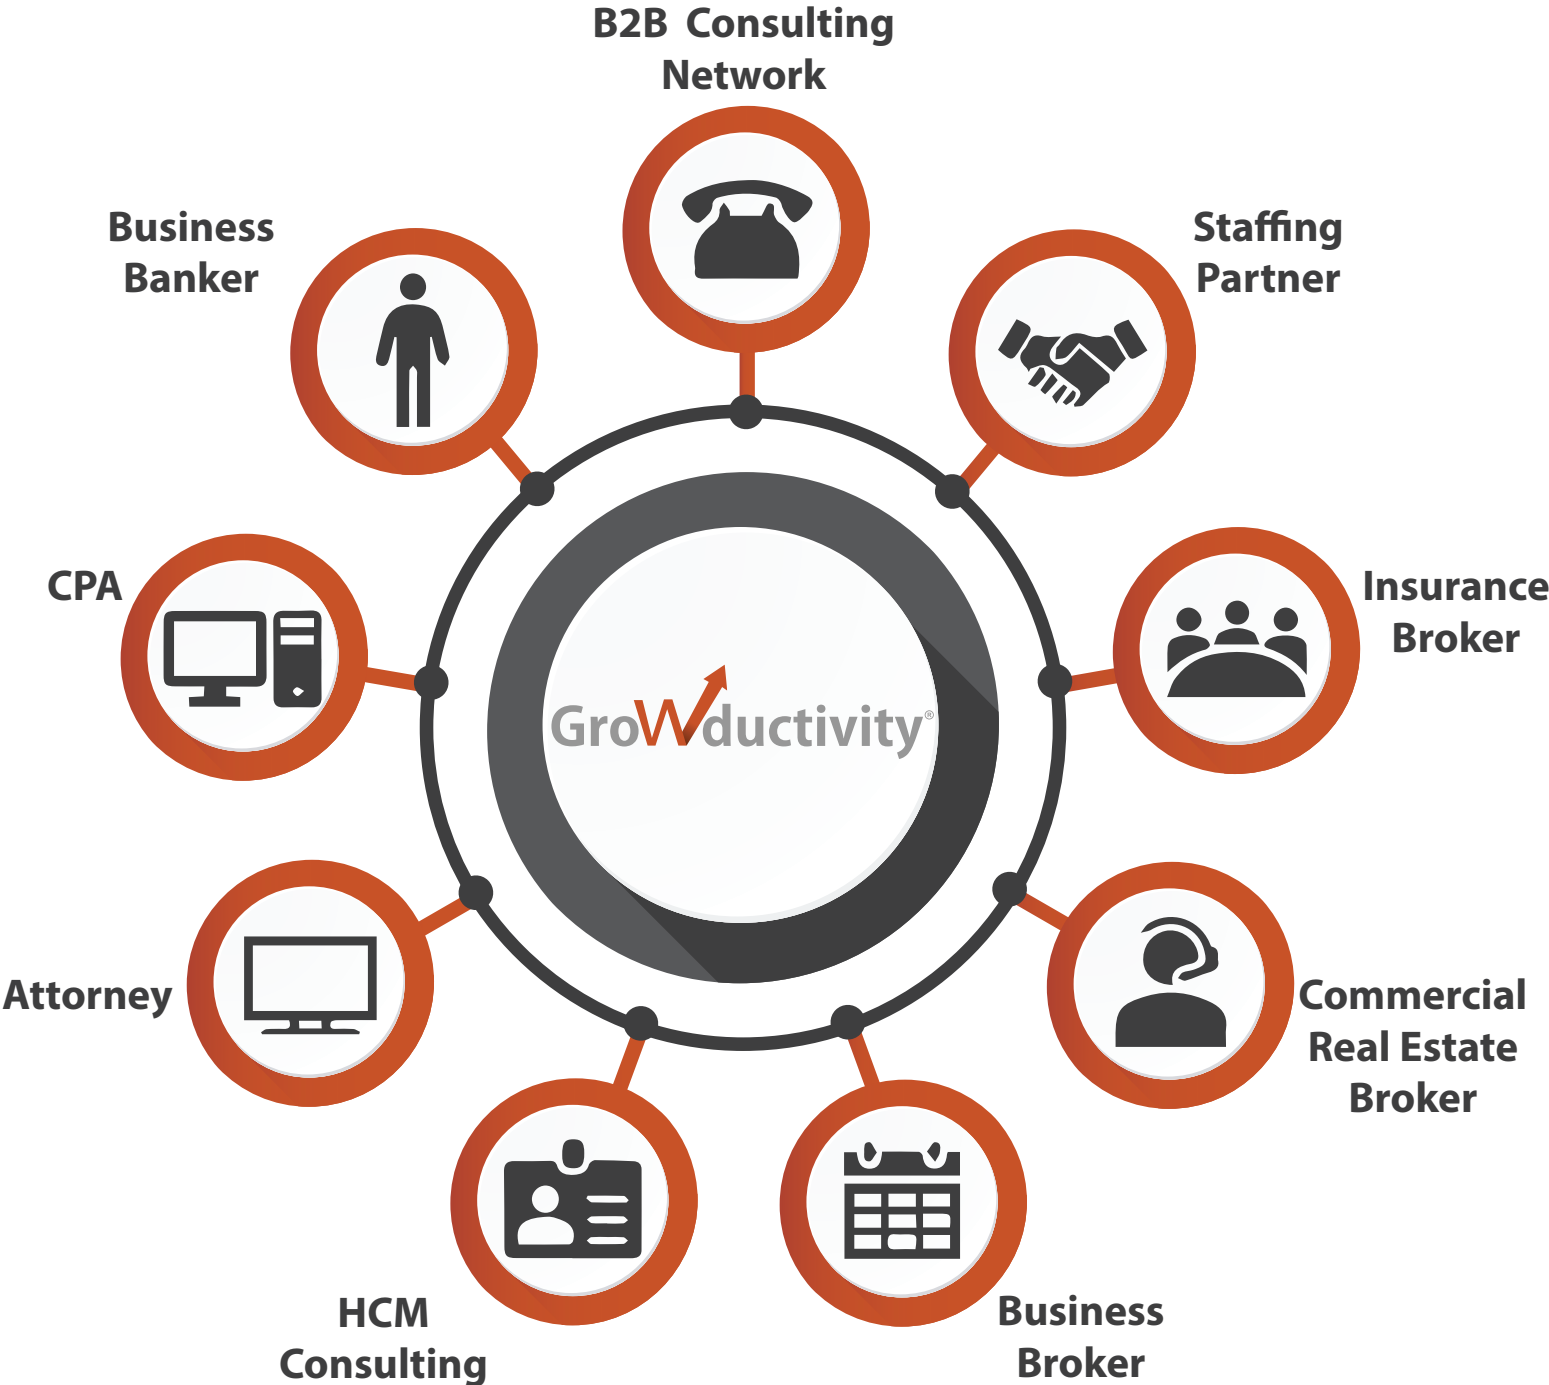 B2B Consulting
Network
Business
Banker
Staffing
Partner
CPA
Insurance
Broker
GroWductivity®
Attorney
Commercial
Real Estate
Broker
HCM
Consulting
Business
Broker